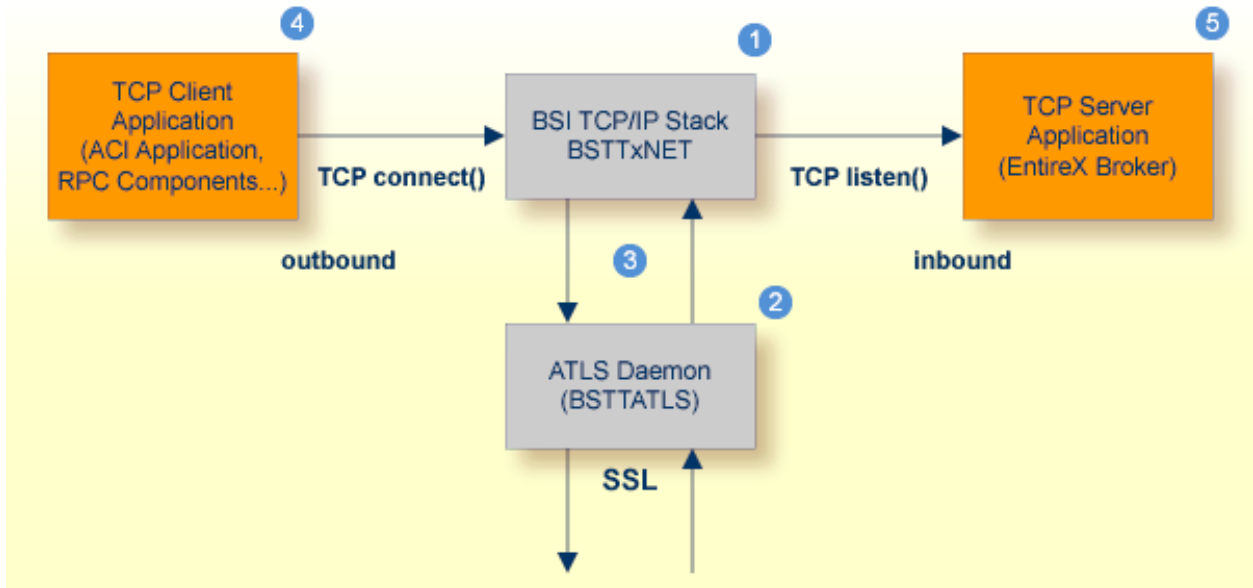 4
1
5
TCP Client
Application
(ACI Application,
RPC Components...)
BSI TCP/IP Stack
BSTTxNET
TCP Server
Application
(EntireX Broker)
TCP connect()
TCP listen()
outbound
3
inbound
2
ATLS Daemon
(BSTTATLS)
SSL